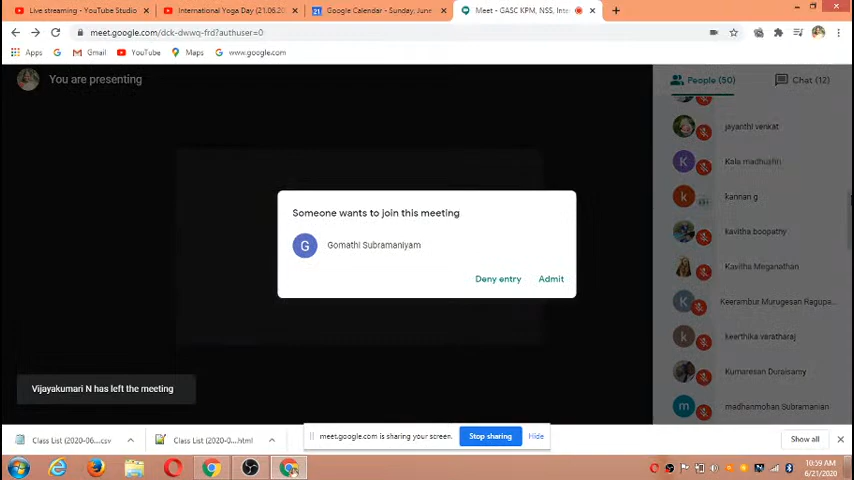 Live streaming - YouTube Studio
International Yoga Day (21.06.20
Google Calendar - Sunday, June
Meet - GASC KPM, NSS, Inte
meet.google.com/dck-dwwq-frd?authuser=0
Apps
Gmail
YouTube
Maps
www.google.com
You are presenting
People (50)
Chat (12)
jayanthi venkat
K
Kala madhusiri
k
kannan g
kavitha boopathy
Kavitha Meganathan
K
Keerambur Murugesan Ragupa...
k
keerthika varatharaj
Kumaresan Duraisamy
m
madhanmohan Subramanian
Someone wants to join this meeting
G
Gomathi Subramaniyam
Deny entry
Admit
Vijayakumari N has left the meeting
Class List (2020-06....csv
Class List (2020-0....html
meet.google.com is sharing your screen.
Stop sharing
Hide
Show all
10:59 AM
6/21/2020